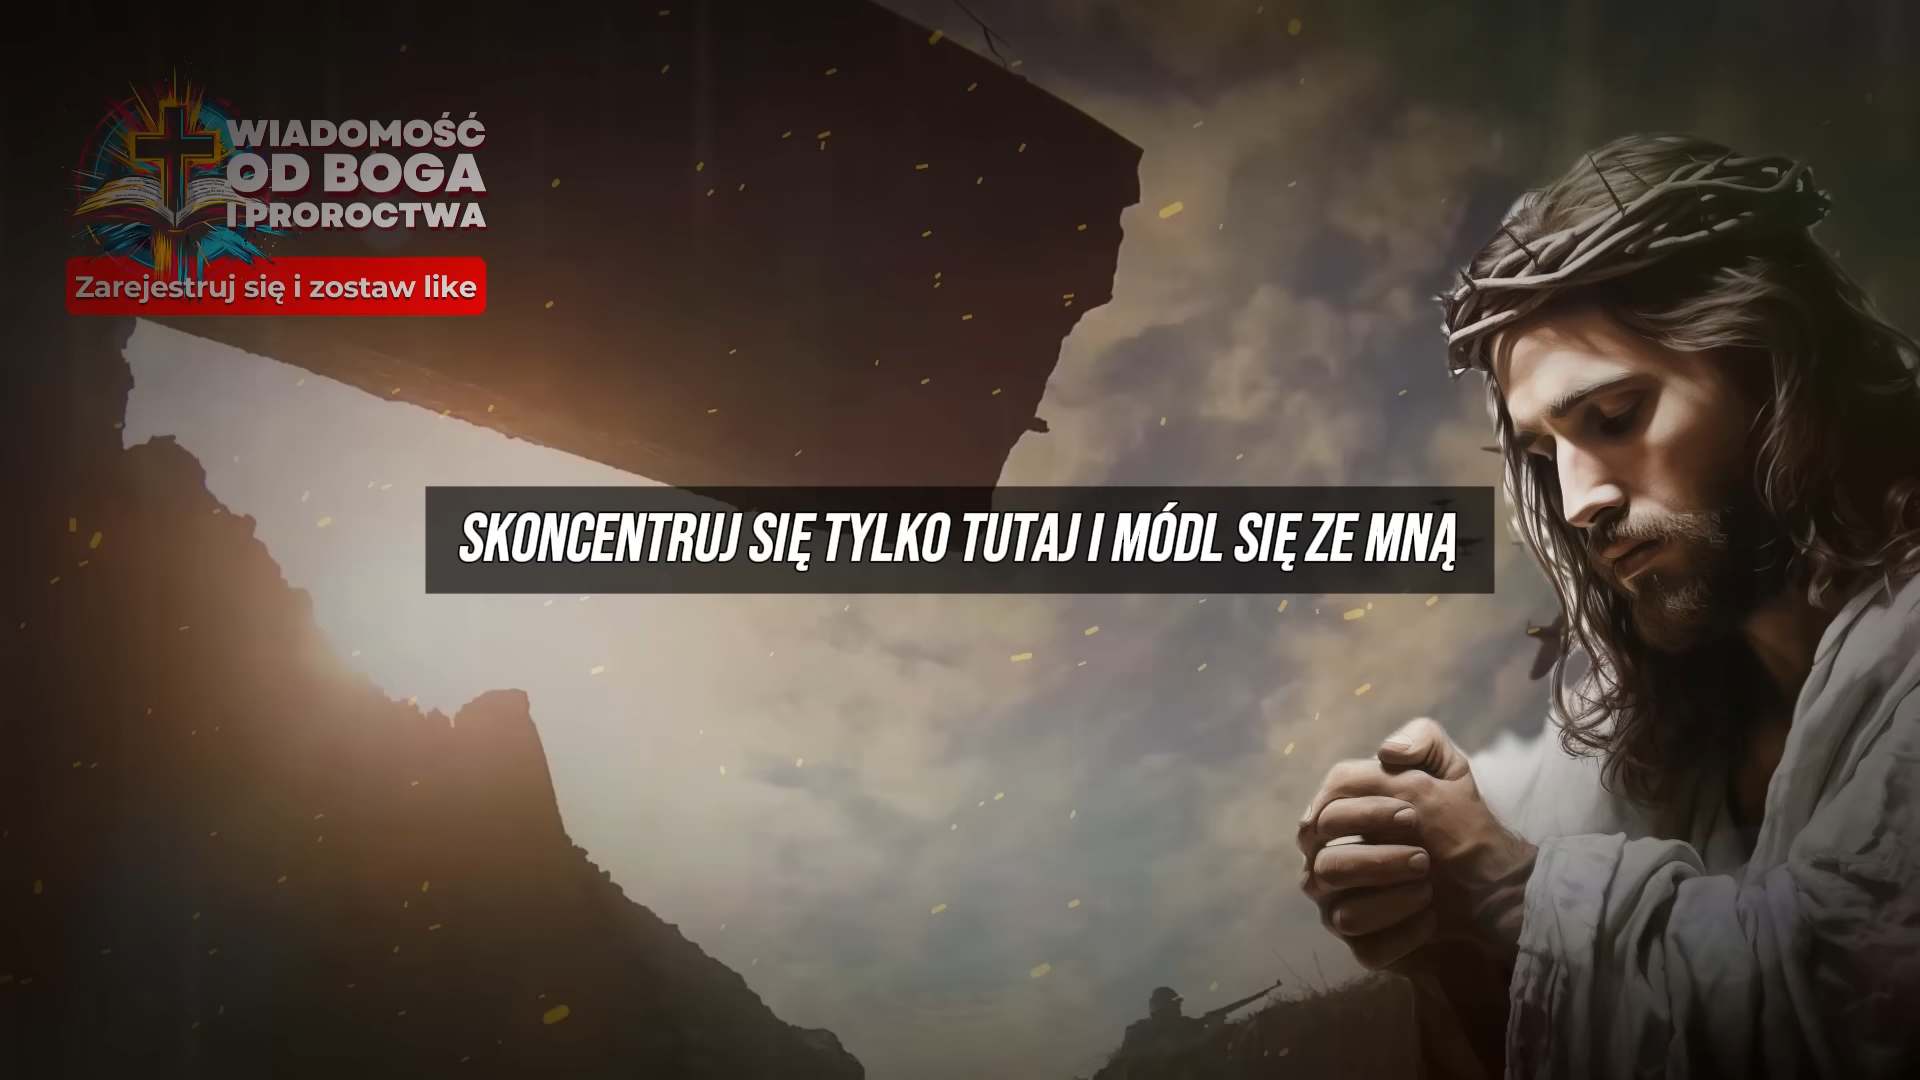 WIADOMOŚĆ
OD BOGA
I PROROCTWA
Zarejestruj się i zostaw like
SKONCENTRUJ SIĘ TYLKO TUTAJ I MÓDL SIĘ ZE MNĄ